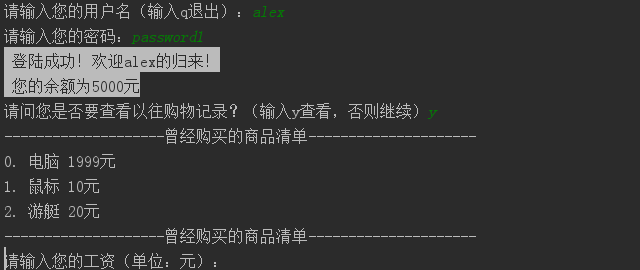 请输入您的用户名（输入q退出）：alex
请输入您的密码：password1
登陆成功！欢迎alex的归来！
您的余额为5000元
请问您是否要查看以往购物记录？（输入y查看，否则继续）y
--------------------曾经购买的商品清单---------------------
0. 电脑 1999元
1. 鼠标 10元
2. 游艇 20元
--------------------曾经购买的商品清单---------------------
请输入您的工资（单位：元）：